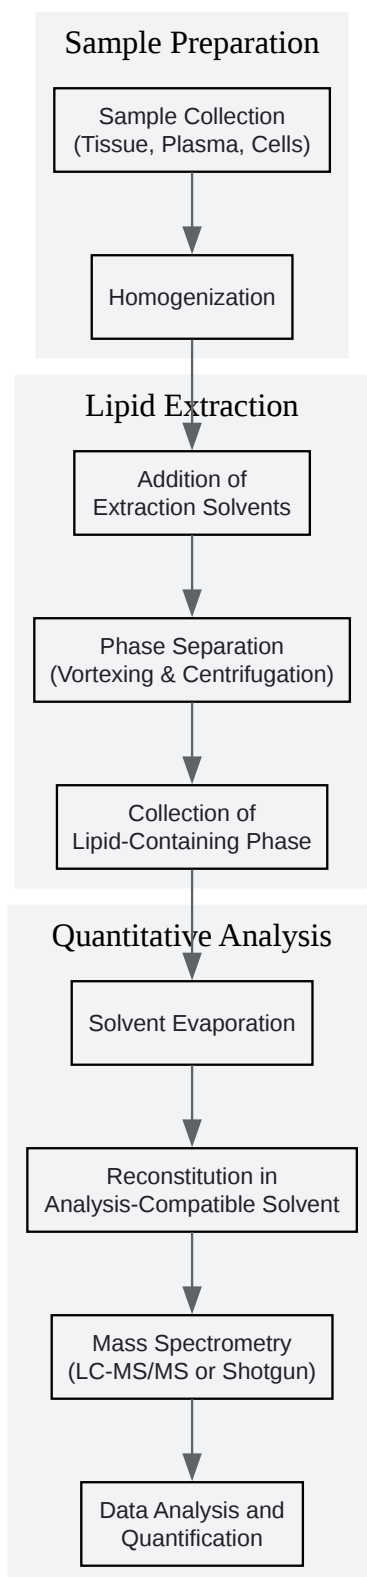 Sample Preparation
Sample Collection
(Tissue, Plasma, Cells)
Homogenization
Lipid Extraction
Addition of
Extraction Solvents
Phase Separation
(Vortexing & Centrifugation)
Collection of
Lipid-Containing Phase
Quantitative Analysis
Solvent Evaporation
Reconstitution in
Analysis-Compatible Solvent
Mass Spectrometry
(LC-MS/MS or Shotgun)
Data Analysis and
Quantification